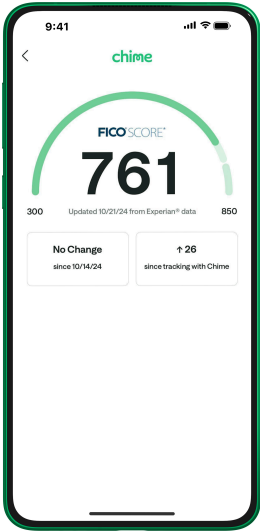 9:41
chime
FICO SCORE
761
300
Updated 10/21/24 from Experian® data
850
No Change
since 10/14/24
↑ 26
since tracking with Chime